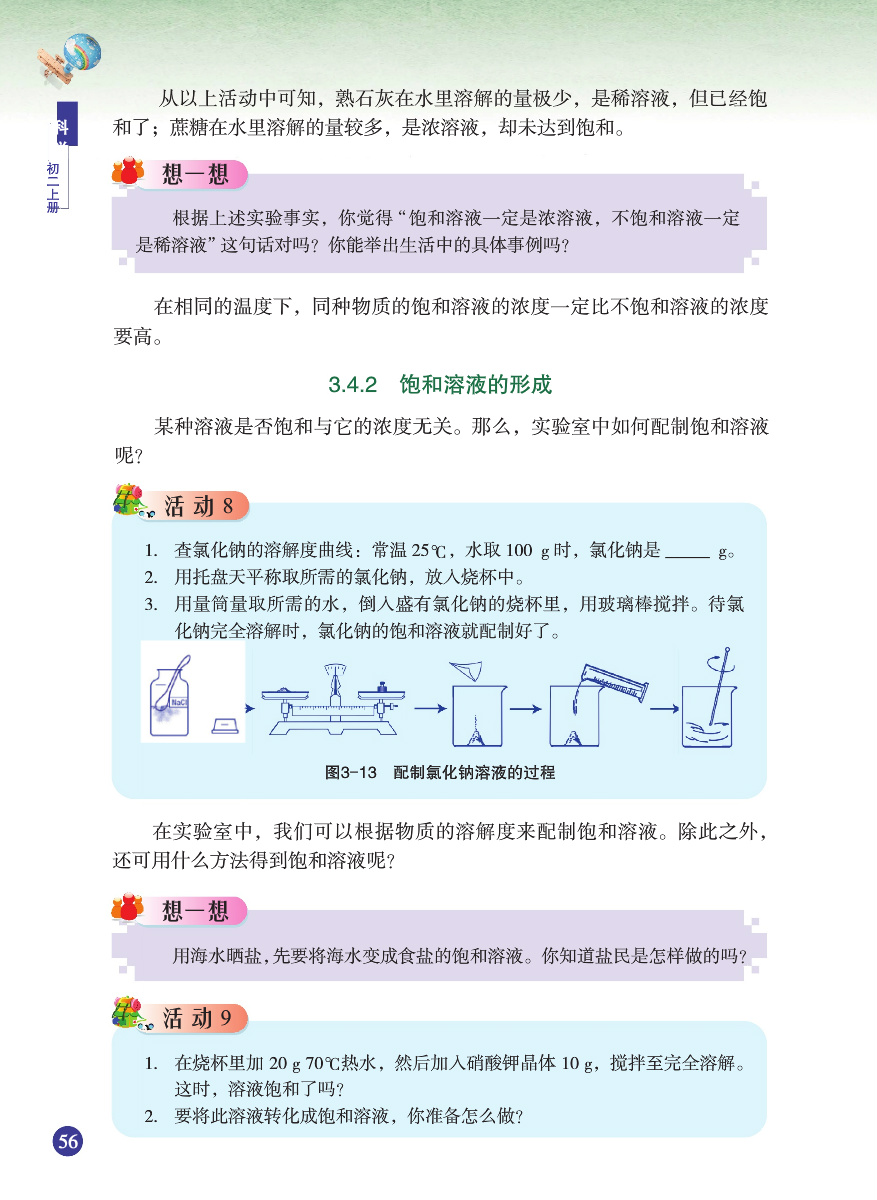 科
初二上册
从以上活动中可知，熟石灰在水里溶解的量极少，是稀溶液，但已经饱
和了；蔗糖在水里溶解的量较多，是浓溶液，却未达到饱和。
想一想
根据上述实验事实，你觉得“饱和溶液一定是浓溶液，不饱和溶液一定
是稀溶液”这句话对吗？你能举出生活中的具体事例吗？
在相同的温度下，同种物质的饱和溶液的浓度一定比不饱和溶液的浓度
要高。
3.4.2 饱和溶液的形成
某种溶液是否饱和与它的浓度无关。那么，实验室中如何配制饱和溶液
呢？
活动8
1. 查氯化钠的溶解度曲线：常温 25℃，水取 100 g 时，氯化钠是 _____ g。
2. 用托盘天平称取所需的氯化钠，放入烧杯中。
3. 用量筒量取所需的水，倒入盛有氯化钠的烧杯里，用玻璃棒搅拌。待氯
化钠完全溶解时，氯化钠的饱和溶液就配制好了。
NaCl
图3-13 配制氯化钠溶液的过程
在实验室中，我们可以根据物质的溶解度来配制饱和溶液。除此之外，
还可用什么方法得到饱和溶液呢？
想一想
用海水晒盐，先要将海水变成食盐的饱和溶液。你知道盐民是怎样做的吗？
活动9
1. 在烧杯里加 20 g 70℃热水，然后加入硝酸钾晶体 10 g，搅拌至完全溶解。
这时，溶液饱和了吗？
2. 要将此溶液转化成饱和溶液，你准备怎么做？
56